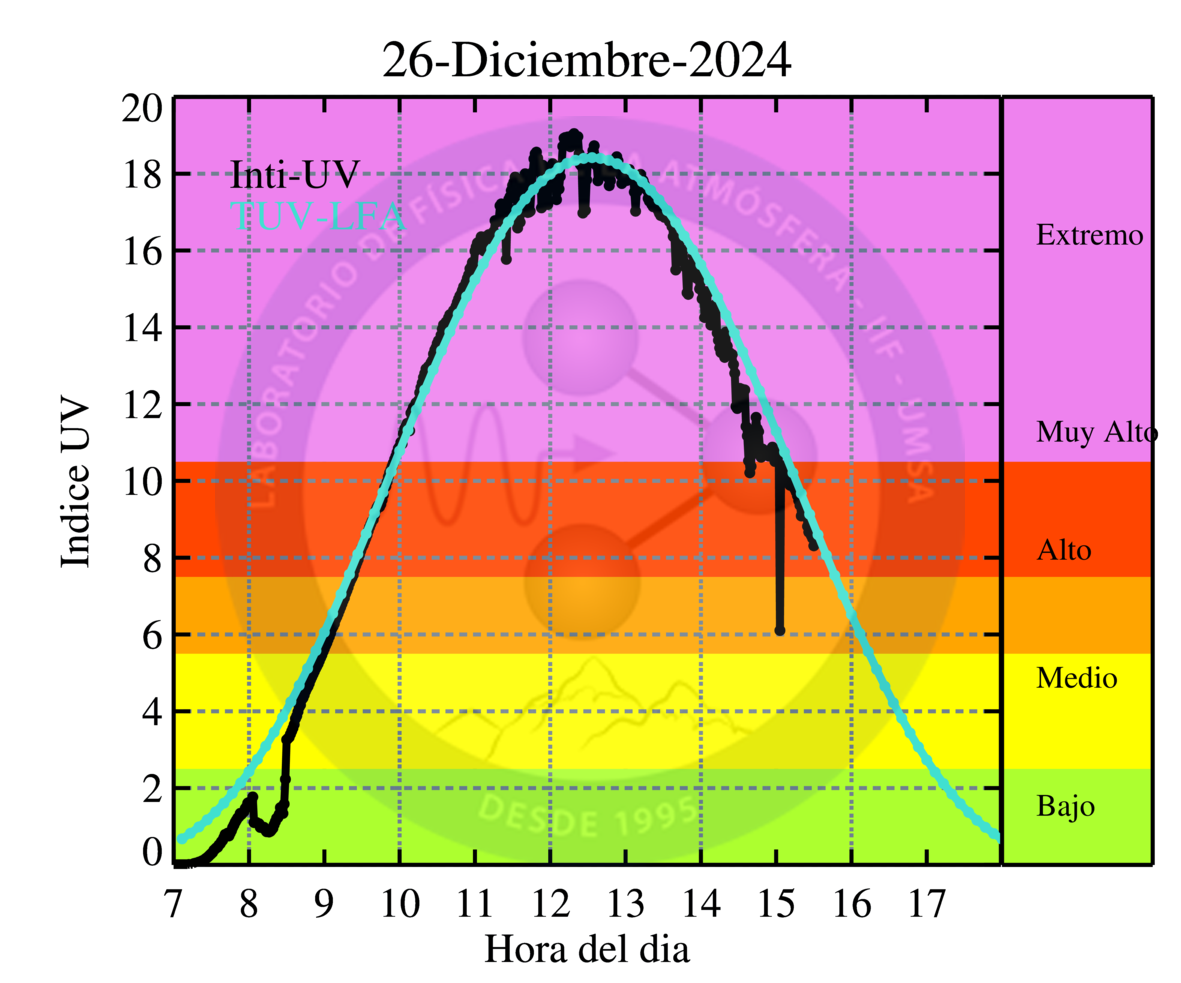 26-Diciembre-2024
20
18
16
14
12
10
8
6
4
2
0
Indice UV
Inti-UV
TUV-LFA
LABORATORIO DE FÍSICA DE LA ATMÓSFERA - IIF - UMSA
DESDE 1995
Extremo
Muy Alto
Alto
Medio
Bajo
7 8 9 10 11 12 13 14 15 16 17
Hora del dia